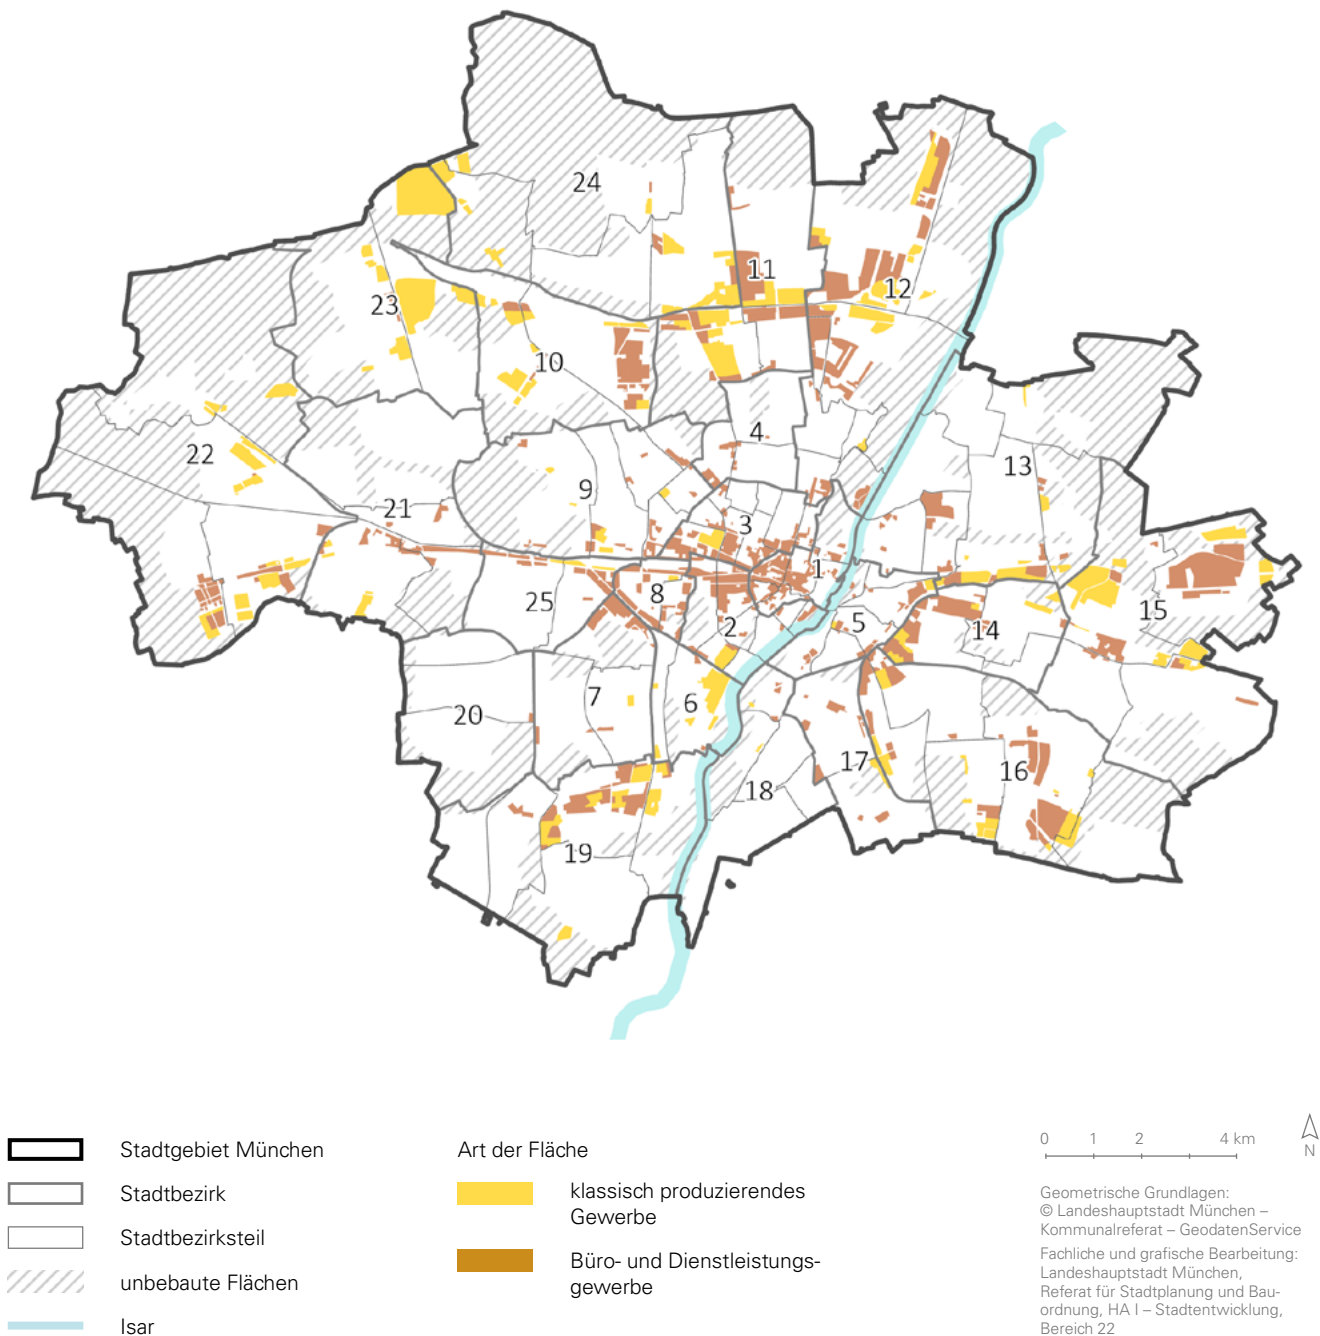 24
11
12
23
10
4
22
13
9
21
3
1
8
25
15
2
5
14
7
6
20
17
16
18
19
Stadtgebiet München
Stadtbezirk
Stadtbezirksteil
unbebaute Flächen
Isar
Art der Fläche
klassisch produzierendes
Gewerbe
Büro- und Dienstleistungs-
gewerbe
0 1 2 4 km
N
Geometrische Grundlagen:
© Landeshauptstadt München –
Kommunalreferat – GeodatenService
Fachliche und grafische Bearbeitung:
Landeshauptstadt München,
Referat für Stadtplanung und Bau-
ordnung, HA I – Stadtentwicklung,
Bereich 22